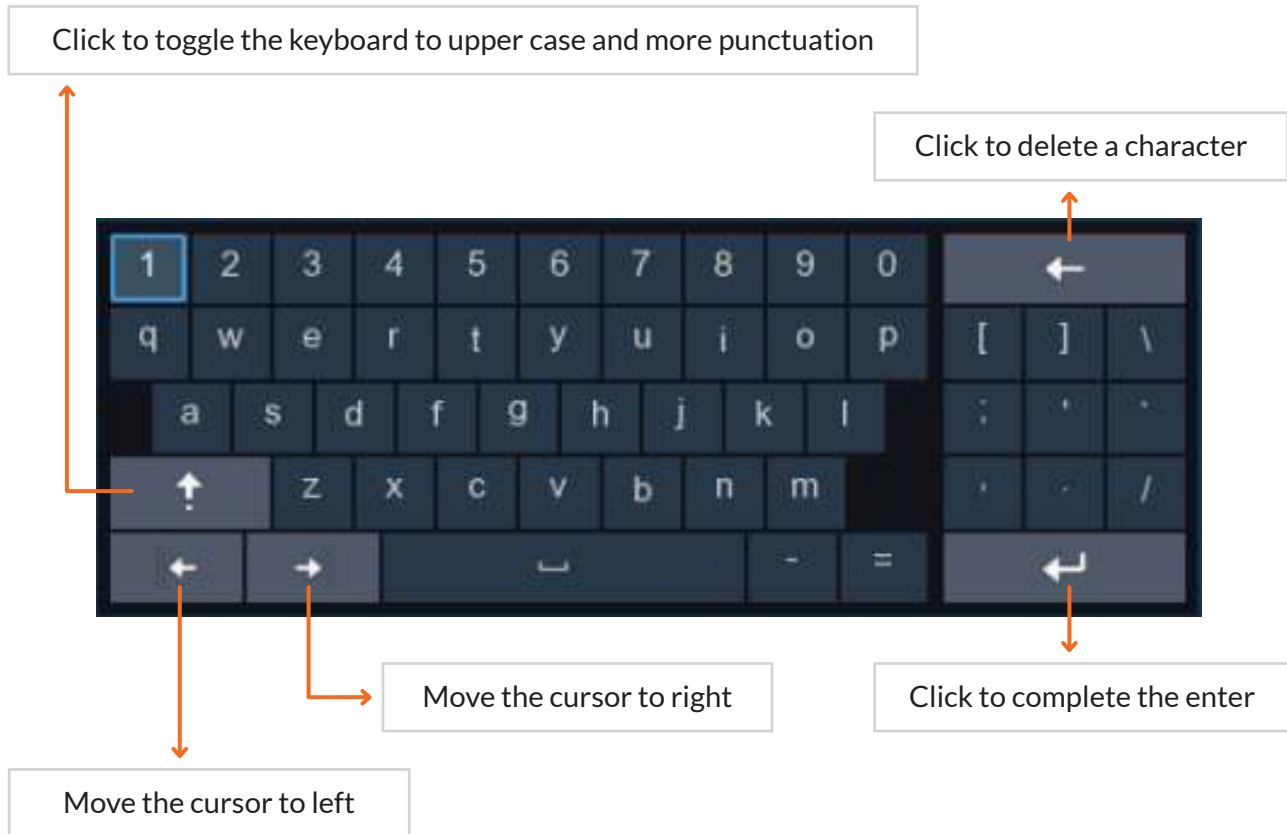 Click to toggle the keyboard to upper case and more punctuation
Click to delete a character
1 2 3 4 5 6 7 8 9 0
q w e r t y u i o p [ ] \
a s d f g h j k l ; ' `
z x c v b n m /
- =
Move the cursor to right
Click to complete the enter
Move the cursor to left